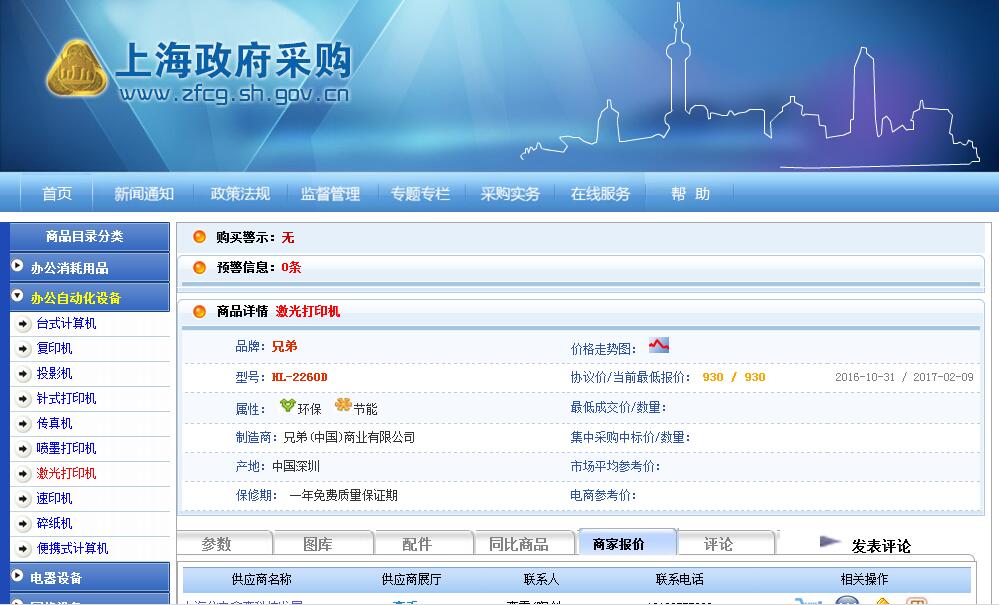 上海政府采购
www.zfcg.sh.gov.cn
首页 新闻通知 政策法规 监督管理 专题专栏 采购实务 在线服务 帮 助
商品目录分类
办公消耗用品
办公自动化设备
台式计算机
复印机
投影机
针式打印机
传真机
喷墨打印机
激光打印机
速印机
碎纸机
便携式计算机
电器设备
购买警示：无
预警信息：0条
商品详情 激光打印机
品牌：兄弟 价格走势图：
型号：HL-2260D 协议价/当前最低报价： 930 / 930 2016-10-31 / 2017-02-09
属性： 环保 节能 最低成交价/数量：
制造商：兄弟(中国)商业有限公司 集中采购中标价/数量：
产地：中国深圳 市场平均参考价：
保修期： 一年免费质量保证期 电商参考价：
参数 图库 配件 同比商品 商家报价 评论 发表评论
供应商名称 供应商展厅 联系人 联系电话 相关操作